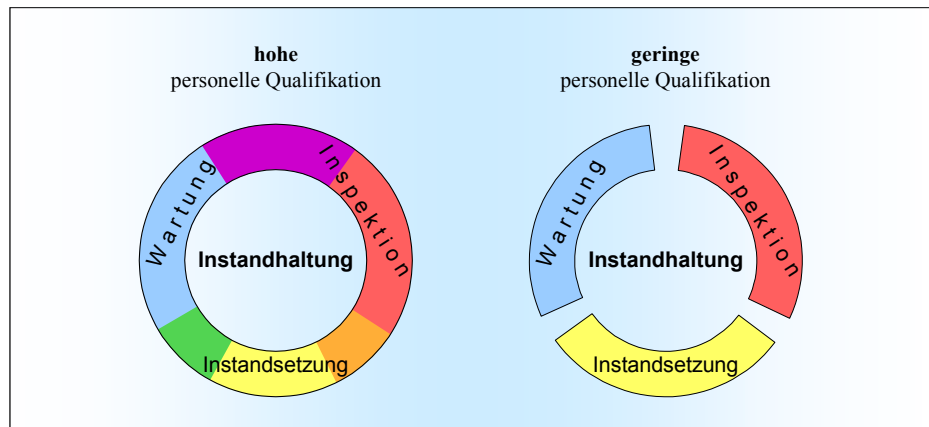 hohe
personelle Qualifikation
Wartung
Inspektion
Instandhaltung
Instandsetzung
geringe
personelle Qualifikation
Wartung
Inspektion
Instandhaltung
Instandsetzung